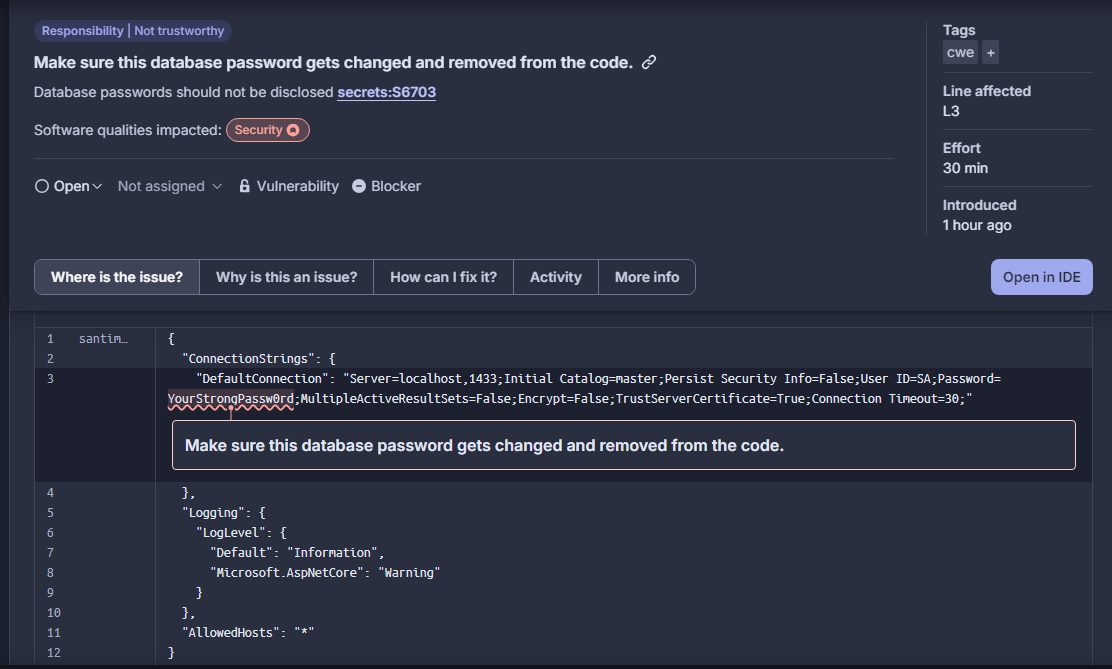 Responsibility | Not trustworthy
Make sure this database password gets changed and removed from the code.
Database passwords should not be disclosed secrets:S6703
Software qualities impacted: Security
Open Not assigned Vulnerability Blocker
Tags
cwe +
Line affected
L3
Effort
30 min
Introduced
1 hour ago
Where is the issue? Why is this an issue? How can I fix it? Activity More info
Open in IDE
1 santim… {
2 "ConnectionStrings": {
3 "DefaultConnection": "Server=localhost,1433;Initial Catalog=master;Persist Security Info=False;User ID=SA;Password=
YourStrongPassw0rd;MultipleActiveResultSets=False;Encrypt=False;TrustServerCertificate=True;Connection Timeout=30;"
Make sure this database password gets changed and removed from the code.
4 },
5 "Logging": {
6 "LogLevel": {
7 "Default": "Information",
8 "Microsoft.AspNetCore": "Warning"
9 }
10 },
11 "AllowedHosts": "*"
12 }